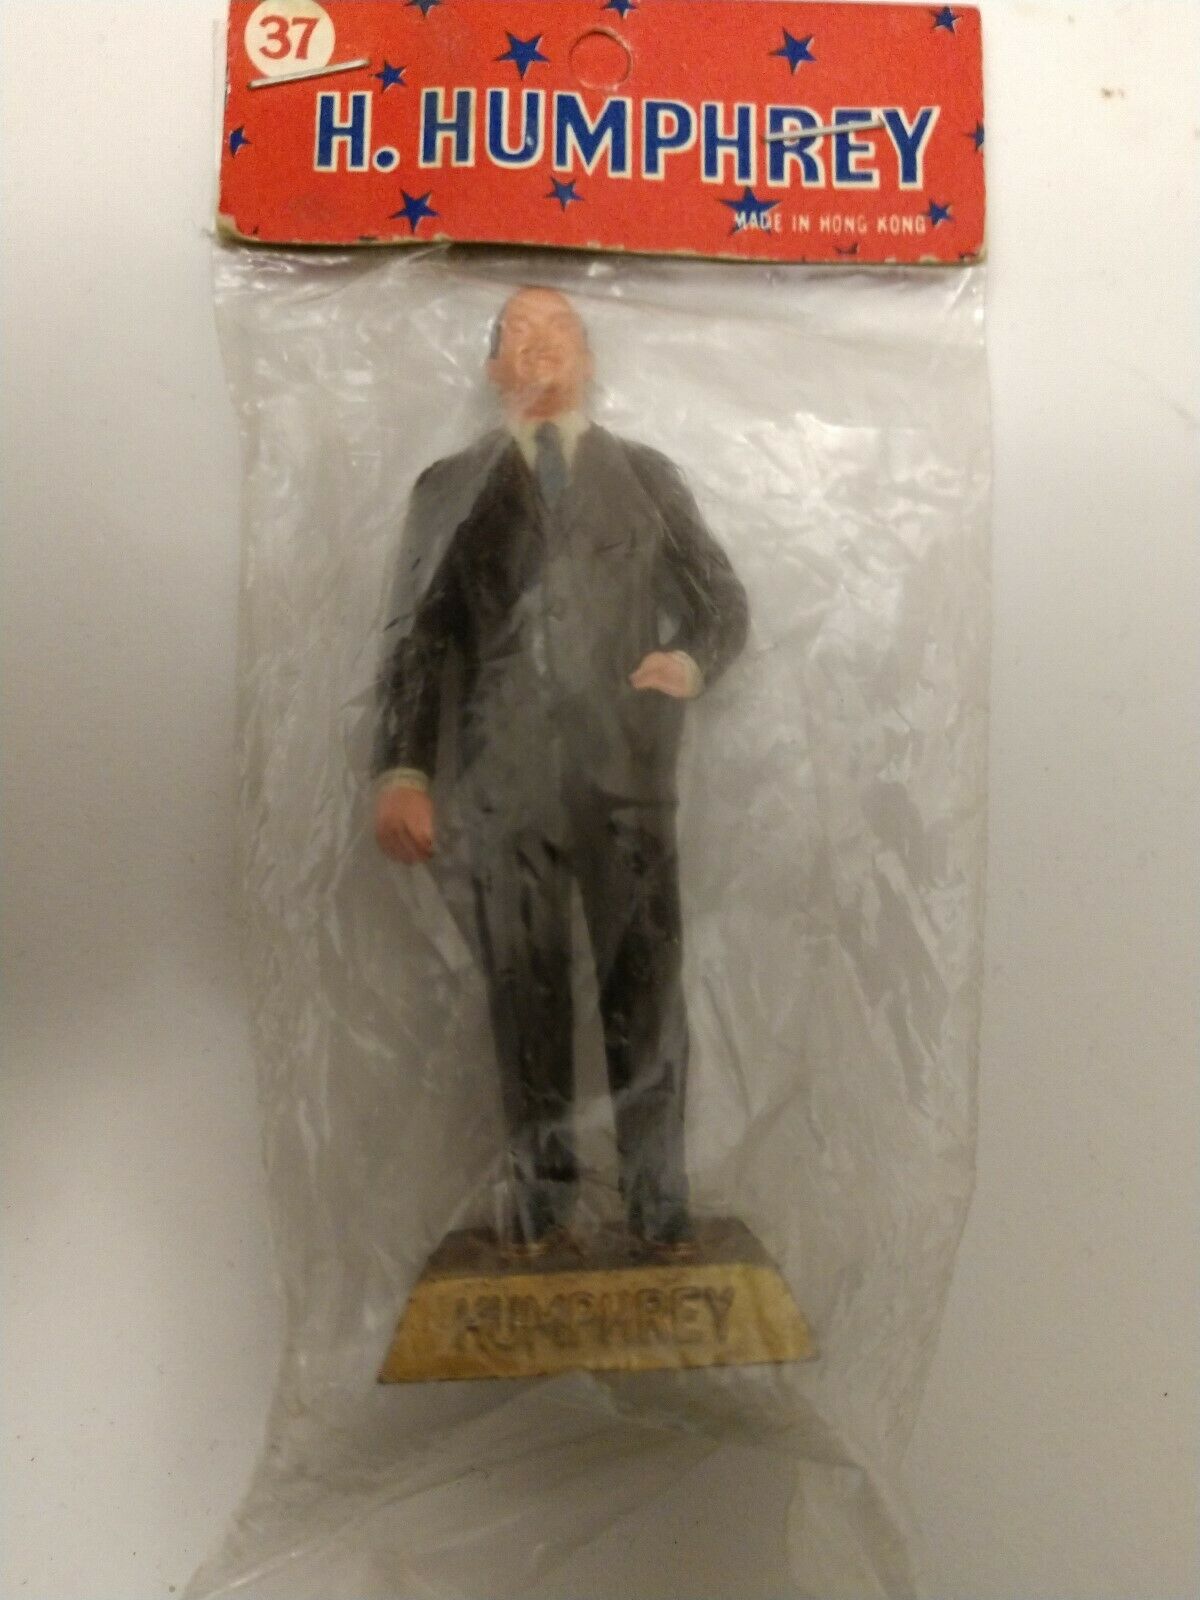 37
H. HUMPHREY
MADE IN HONG KONG
HUMPHREY